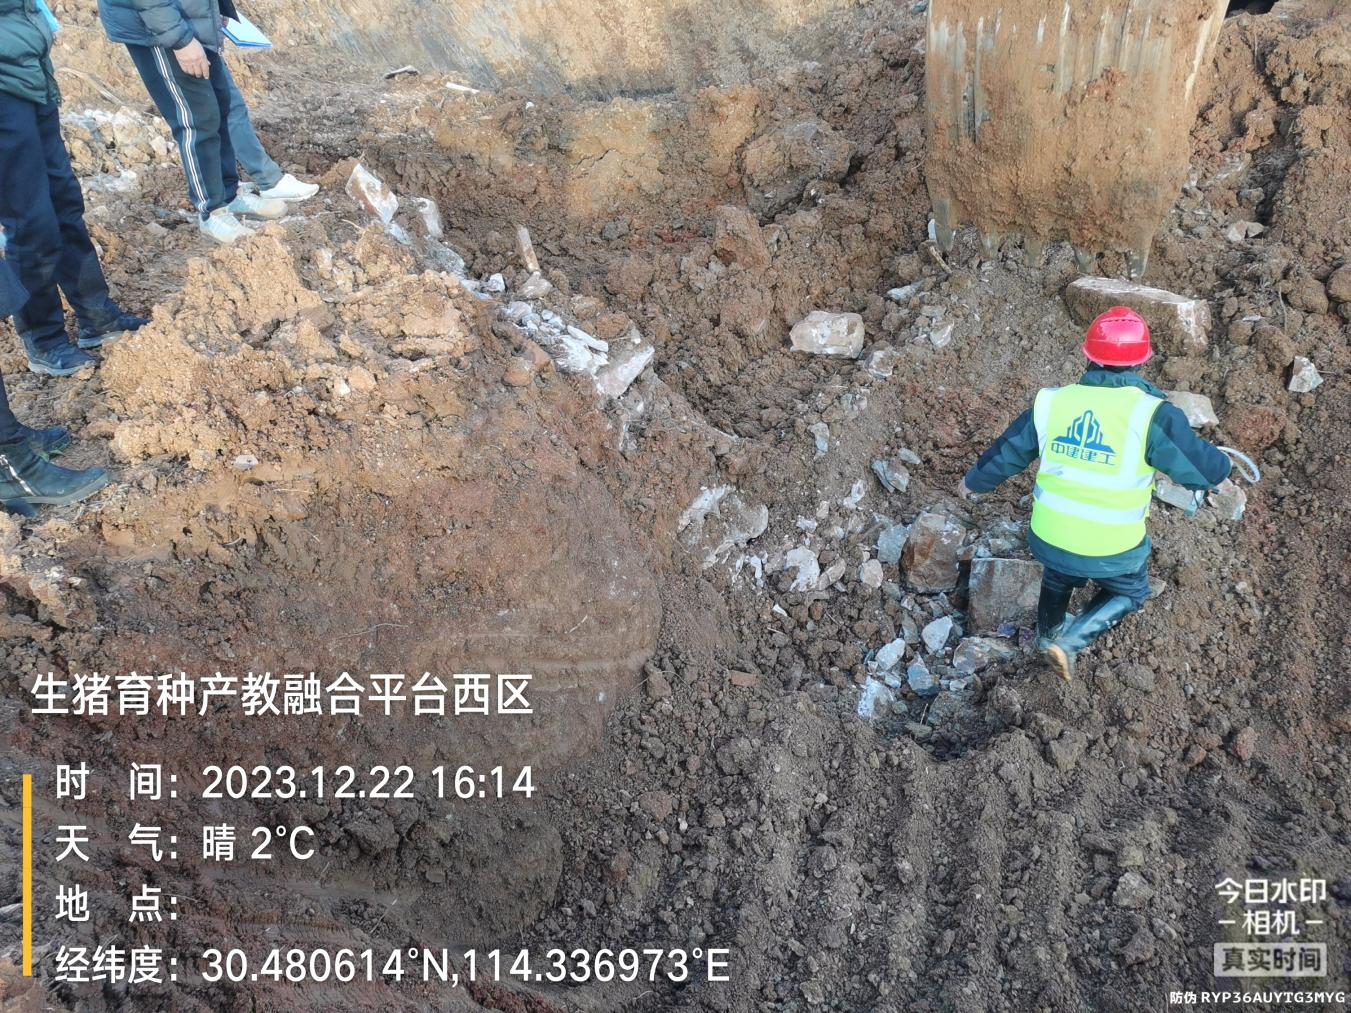 中建建工
生猪育种产教融合平台西区
时 间：2023.12.22 16:14
天 气：晴 2°C
地 点：
经纬度：30.480614°N,114.336973°E
今日水印
相机
真实时间
防伪 RYP36AUYTG3MYG